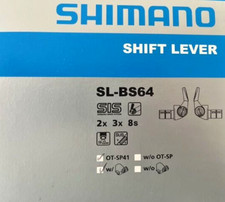 SHIMANO
SHIFT LEVER
SL-BS64
SIS
2x 3x 8s
OT-SP41 w/o OT-SP
w/ w/o